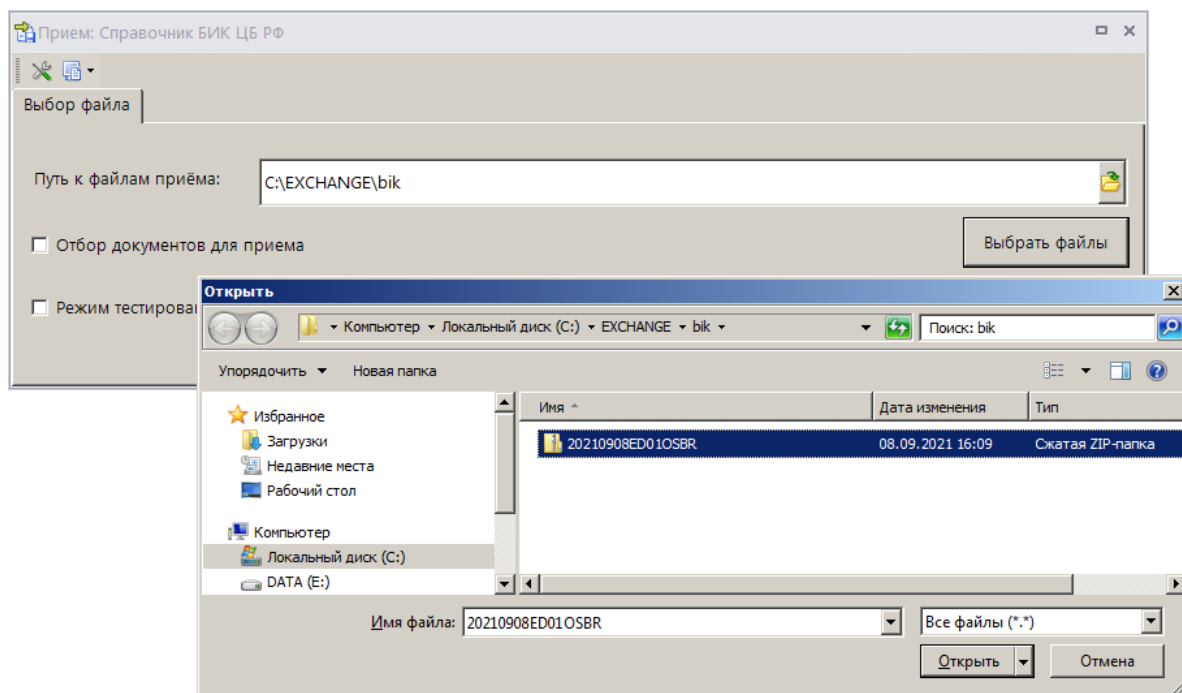 Прием: Справочник БИК ЦБ РФ
Выбор файла
Путь к файлам приёма:
C:\EXCHANGE\bik
Отбор документов для приема
Выбрать файлы
Режим тестирова
Открыть
Компьютер
Локальный диск (C:)
EXCHANGE
bik
Поиск: bik
Упорядочить
Новая папка
Избранное
Загрузки
Недавние места
Рабочий стол
Компьютер
Локальный диск (C:)
DATA (E:)
Имя
Дата изменения
Тип
20210908ED01OSBR
08.09.2021 16:09
Сжатая ZIP-папка
Имя файла:
20210908ED01OSBR
Все файлы (*.*)
Открыть
Отмена